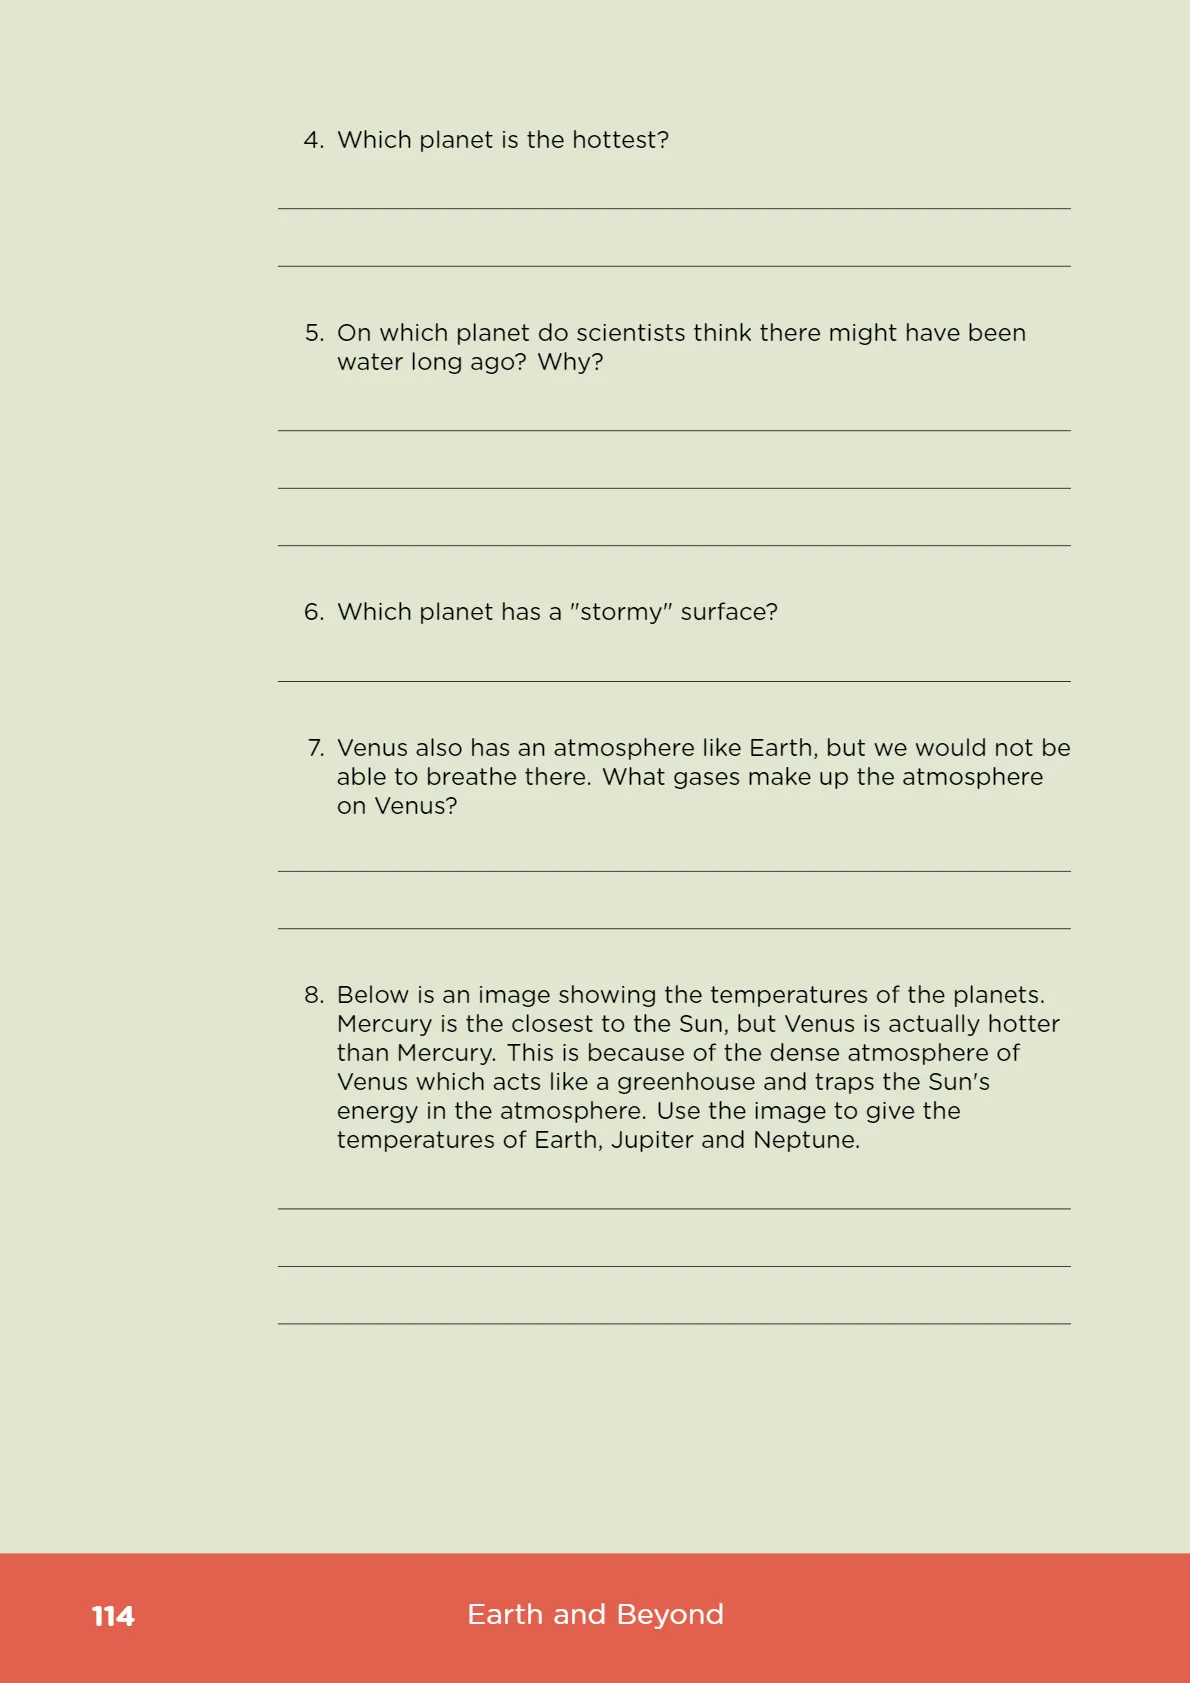 4. Which planet is the hottest?
5. On which planet do scientists think there might have been
water long ago? Why?
6. Which planet has a "stormy" surface?
7. Venus also has an atmosphere like Earth, but we would not be
able to breathe there. What gases make up the atmosphere
on Venus?
8. Below is an image showing the temperatures of the planets.
Mercury is the closest to the Sun, but Venus is actually hotter
than Mercury. This is because of the dense atmosphere of
Venus which acts like a greenhouse and traps the Sun's
energy in the atmosphere. Use the image to give the
temperatures of Earth, Jupiter and Neptune.
114 Earth and Beyond